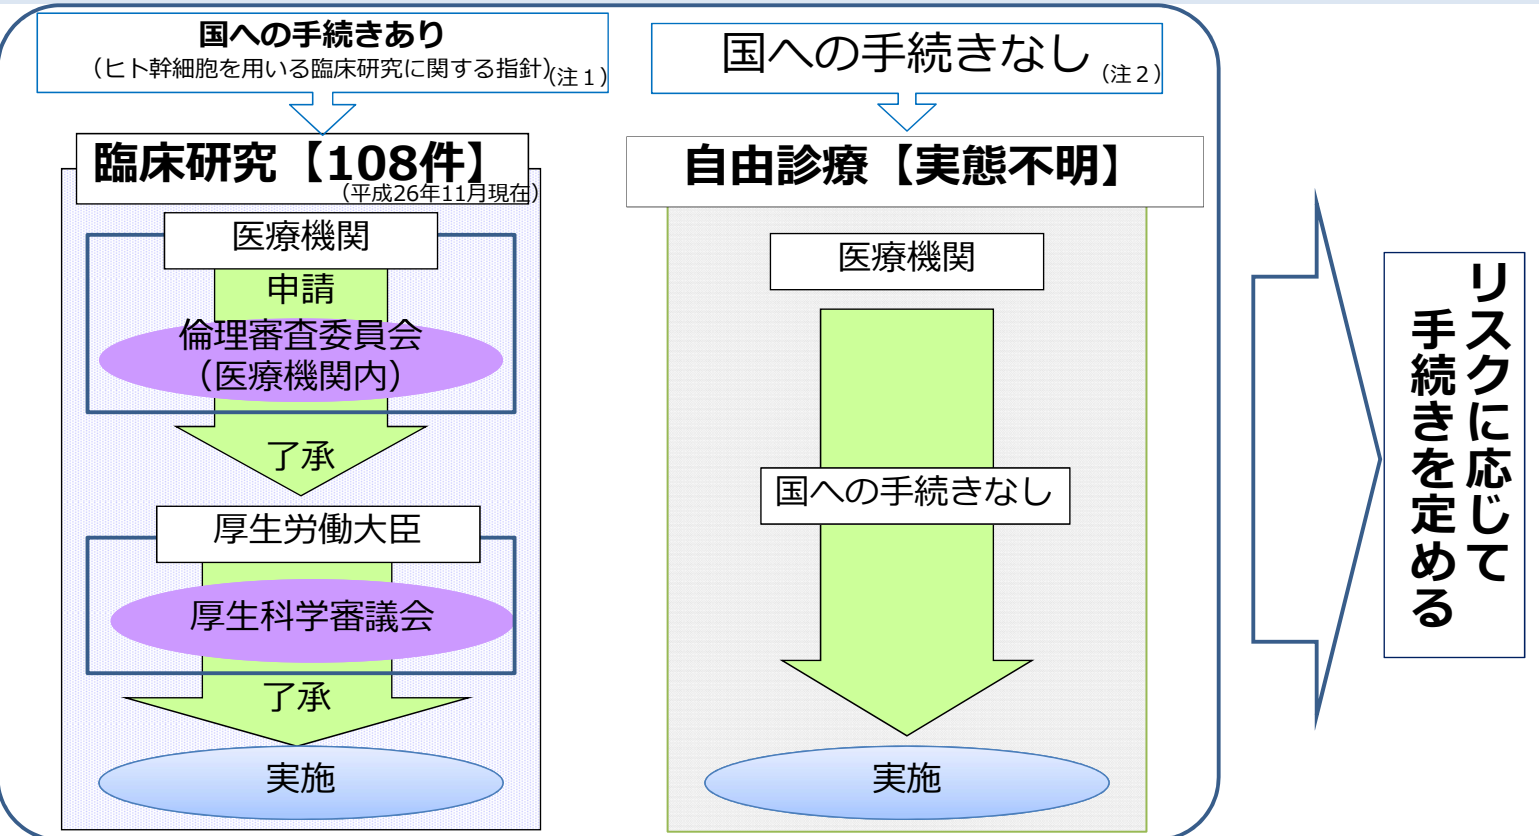 国への手続きあり
（ヒト幹細胞を用いる臨床研究に関する指針）（注１）
臨床研究【108件】
（平成26年11月現在）
医療機関
申請
倫理審査委員会
（医療機関内）
了承
厚生労働大臣
厚生科学審議会
了承
実施
国への手続きなし（注２）
自由診療【実態不明】
医療機関
国への手続きなし
実施
リスクに応じて
手続きを定める